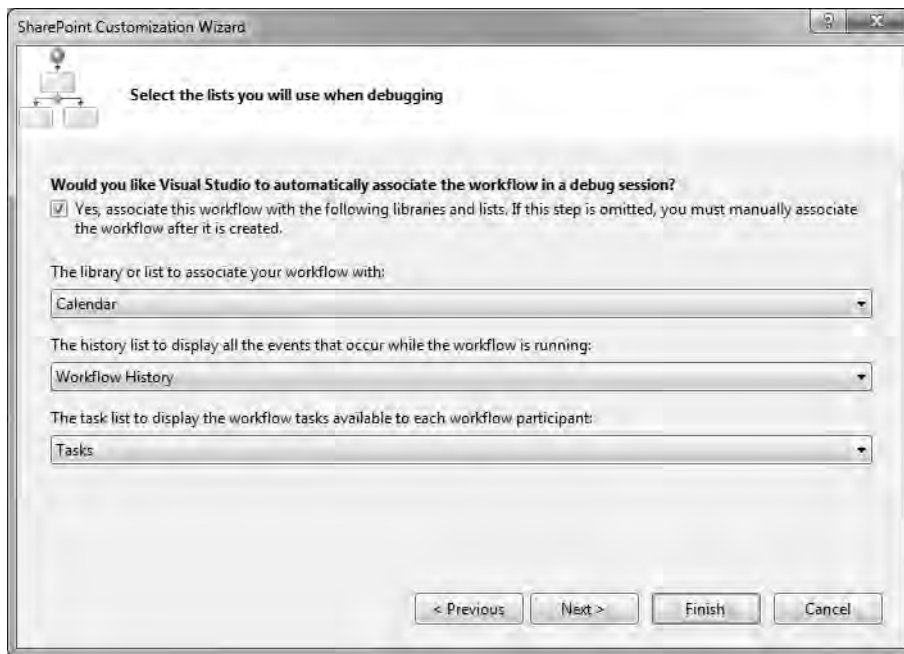 SharePoint Customization Wizard
Select the lists you will use when debugging
Would you like Visual Studio to automatically associate the workflow in a debug session?
Yes, associate this workflow with the following libraries and lists. If this step is omitted, you must manually associate
the workflow after it is created.
The library or list to associate your workflow with:
Calendar
The history list to display all the events that occur while the workflow is running:
Workflow History
The task list to display the workflow tasks available to each workflow participant:
Tasks
< Previous Next > Finish Cancel